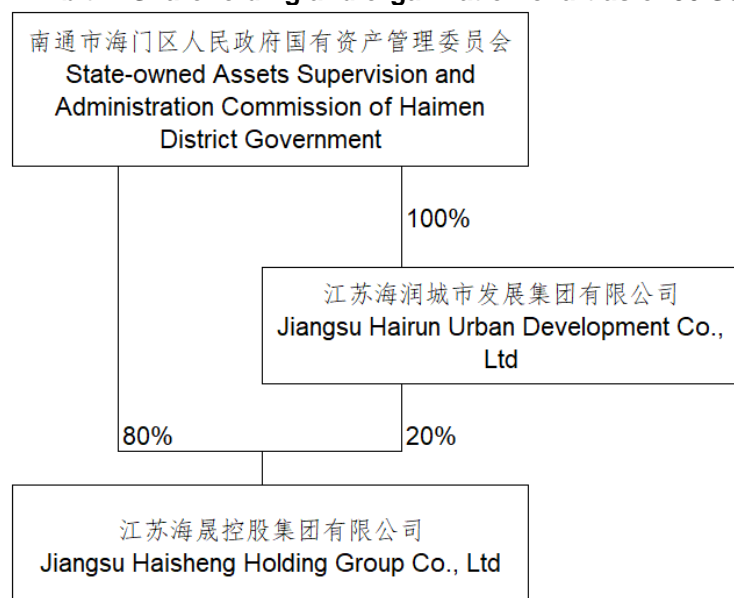 南通市海门区人民政府国有资产管理委员会
State-owned Assets Supervision and
Administration Commission of Haimen
District Government
100%
江苏海润城市发展集团有限公司
Jiangsu Hairun Urban Development Co.,
Ltd
80%
20%
江苏海晟控股集团有限公司
Jiangsu Haisheng Holding Group Co., Ltd